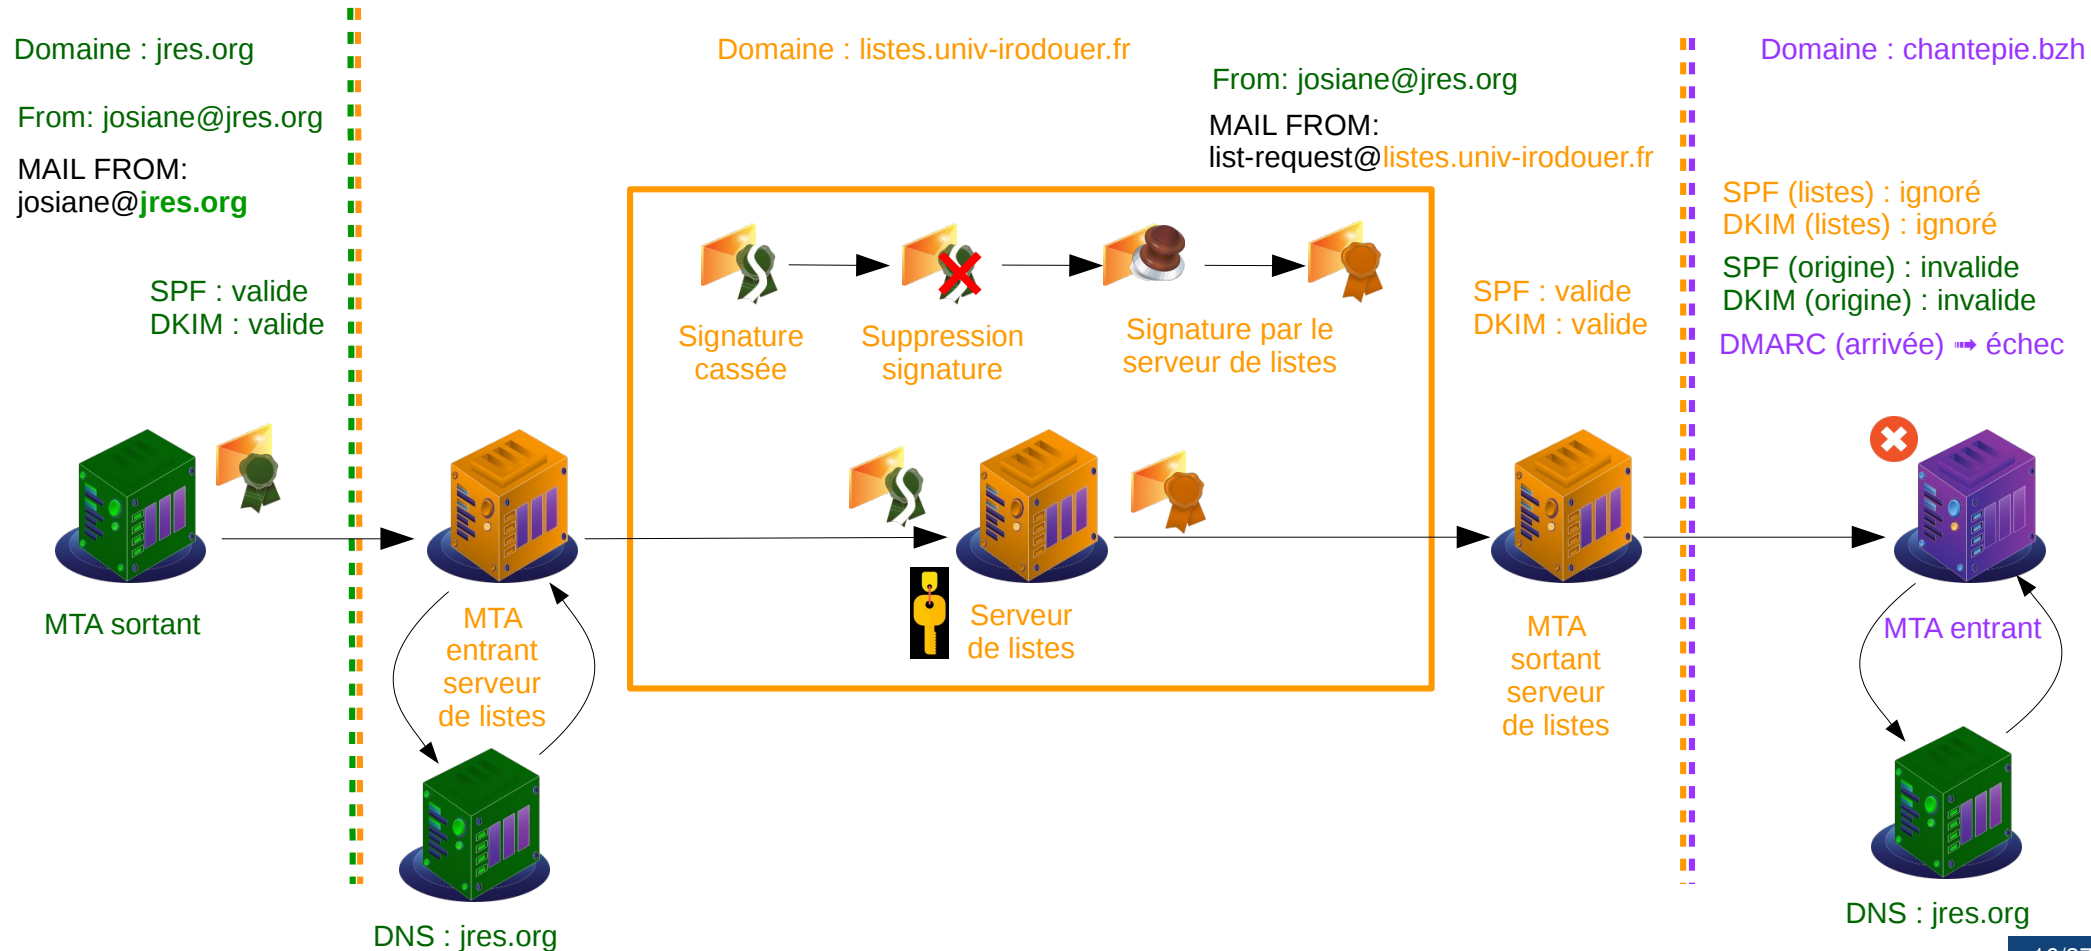 Domaine : jres.org
From: josiane@jres.org
MAIL FROM:
josiane@jres.org
SPF : valide
DKIM : valide
MTA sortant
Domaine : listes.univ-irodouer.fr
From: josiane@jres.org
MAIL FROM:
list-request@listes.univ-irodouer.fr
Signature
cassée
Suppression
signature
Signature par le
serveur de listes
SPF : valide
DKIM : valide
MTA
entrant
serveur
de listes
Serveur
de listes
MTA
sortant
serveur
de listes
DNS : jres.org
Domaine : chantepie.bzh
SPF (listes) : ignoré
DKIM (listes) : ignoré
SPF (origine) : invalide
DKIM (origine) : invalide
DMARC (arrivée) ➟ échec
MTA entrant
DNS : jres.org